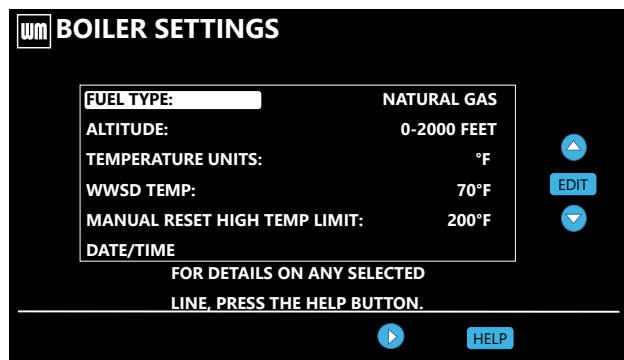 wm BOILER SETTINGS
FUEL TYPE: NATURAL GAS
ALTITUDE: 0-2000 FEET
TEMPERATURE UNITS: °F
WWSD TEMP: 70°F
EDIT
MANUAL RESET HIGH TEMP LIMIT: 200°F
DATE/TIME
FOR DETAILS ON ANY SELECTED
LINE, PRESS THE HELP BUTTON.
HELP